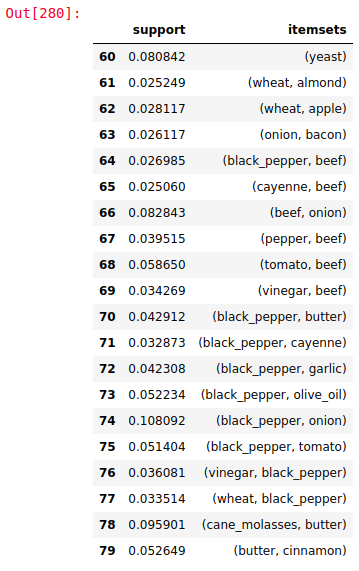 Out[280]:
support itemsets
60 0.080842 (yeast)
61 0.025249 (wheat, almond)
62 0.028117 (wheat, apple)
63 0.026117 (onion, bacon)
64 0.026985 (black_pepper, beef)
65 0.025060 (cayenne, beef)
66 0.082843 (beef, onion)
67 0.039515 (pepper, beef)
68 0.058650 (tomato, beef)
69 0.034269 (vinegar, beef)
70 0.042912 (black_pepper, butter)
71 0.032873 (black_pepper, cayenne)
72 0.042308 (black_pepper, garlic)
73 0.052234 (black_pepper, olive_oil)
74 0.108092 (black_pepper, onion)
75 0.051404 (black_pepper, tomato)
76 0.036081 (vinegar, black_pepper)
77 0.033514 (wheat, black_pepper)
78 0.095901 (cane_molasses, butter)
79 0.052649 (butter, cinnamon)